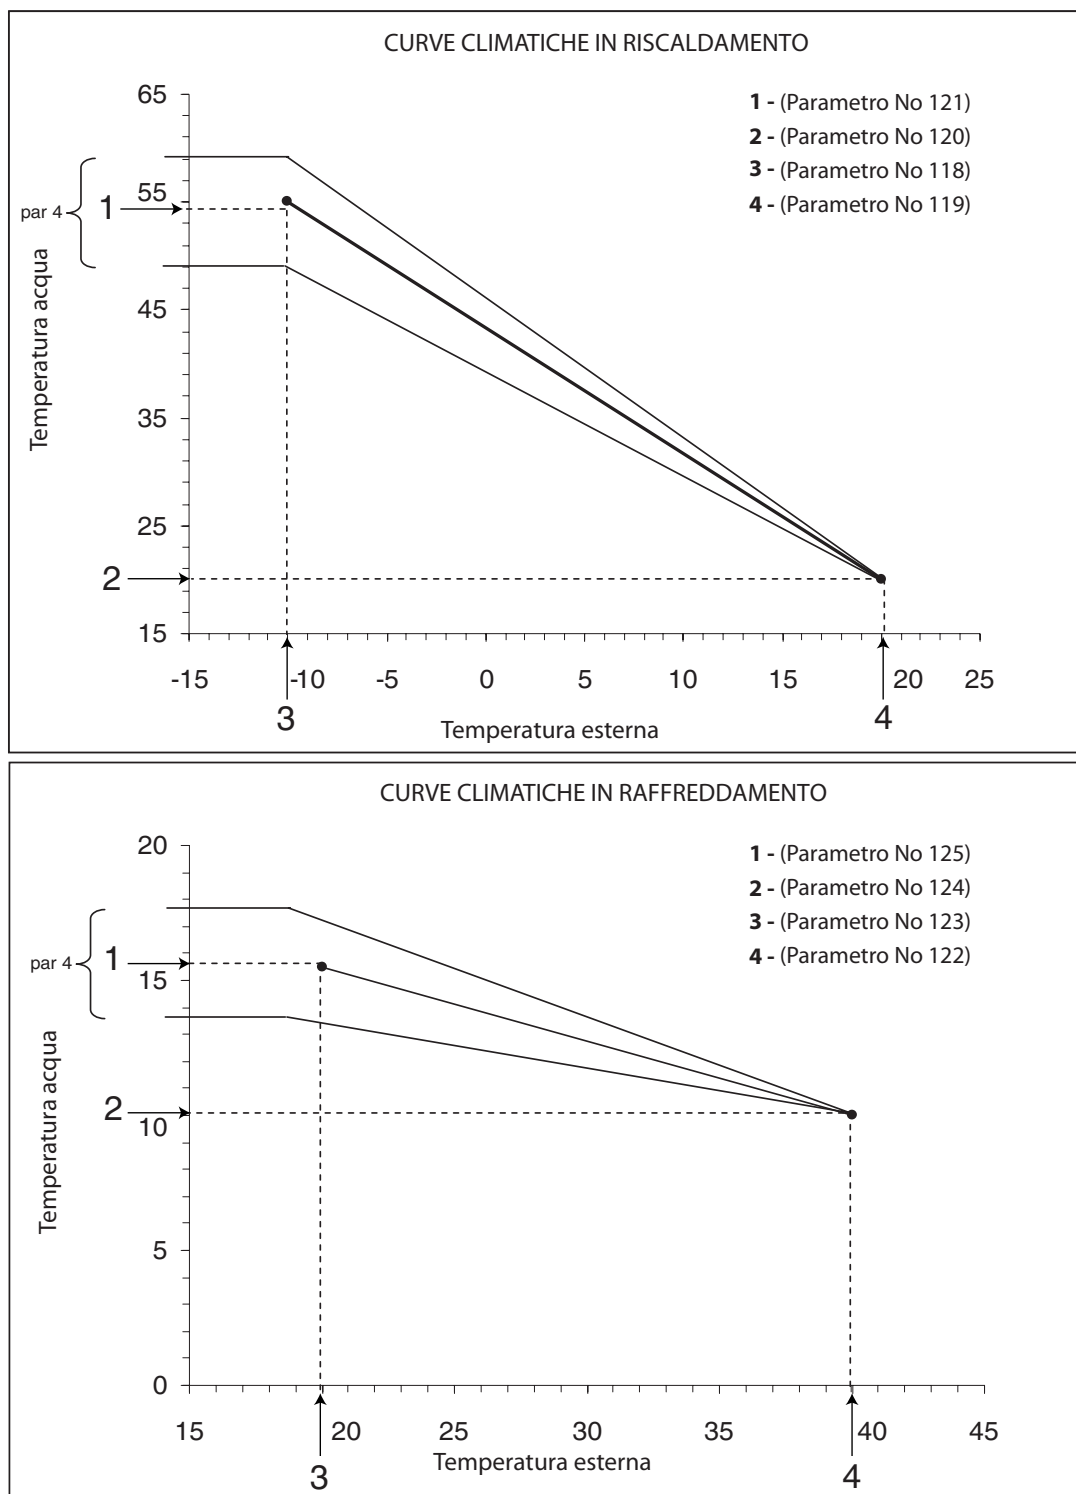 CURVE CLIMATICHE IN RISCALDAMENTO
1 - (Parametro No 121)
2 - (Parametro No 120)
3 - (Parametro No 118)
4 - (Parametro No 119)
65
55
45
35
25
15
par 4
1
2
Temperatura acqua
-15 -10 -5 0 5 10 15 20 25
3
4
Temperatura esterna
CURVE CLIMATICHE IN RAFFREDDAMENTO
1 - (Parametro No 125)
2 - (Parametro No 124)
3 - (Parametro No 123)
4 - (Parametro No 122)
20
15
10
5
0
par 4
1
2
Temperatura acqua
15 20 25 30 35 40 45
3
4
Temperatura esterna